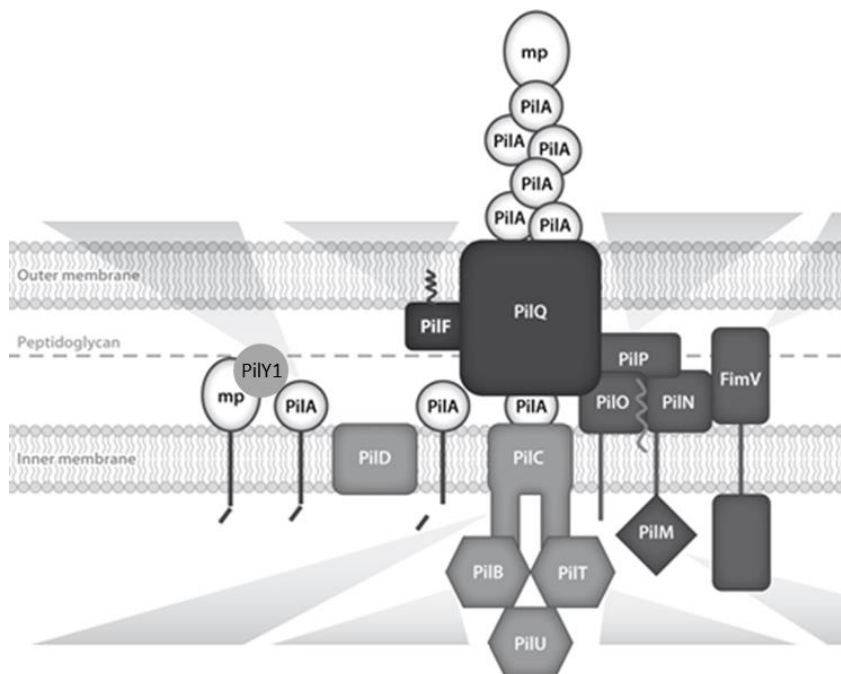 mp
PilA
PilA
PilA
PilA
PilA
PilA
Outer membrane
PilF
PilQ
Peptidoglycan
PilY1
PilP
FimV
mp
PilA
PilA
PilA
PilO
PilN
Inner membrane
PilD
PilC
PilM
PilB
PilT
PilU